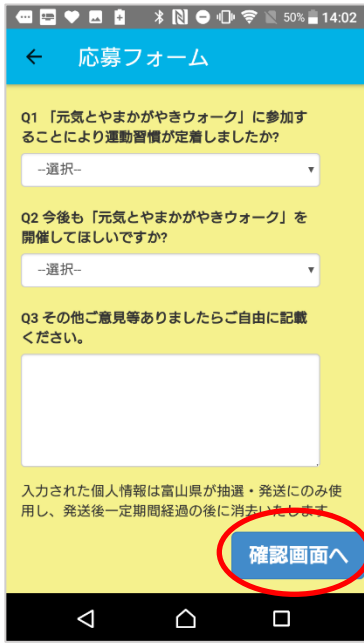 50% 14:02
応募フォーム
Q1 「元気とやまかがやきウォーク」に参加す
ることにより運動習慣が定着しましたか?
--選択--
Q2 今後も「元気とやまかがやきウォーク」を
開催してほしいですか?
--選択--
Q3 その他ご意見等ありましたらご自由に記載
ください。
入力された個人情報は富山県が抽選・発送にのみ使
用し、発送後一定期間経過の後に消去いたします
確認画面へ